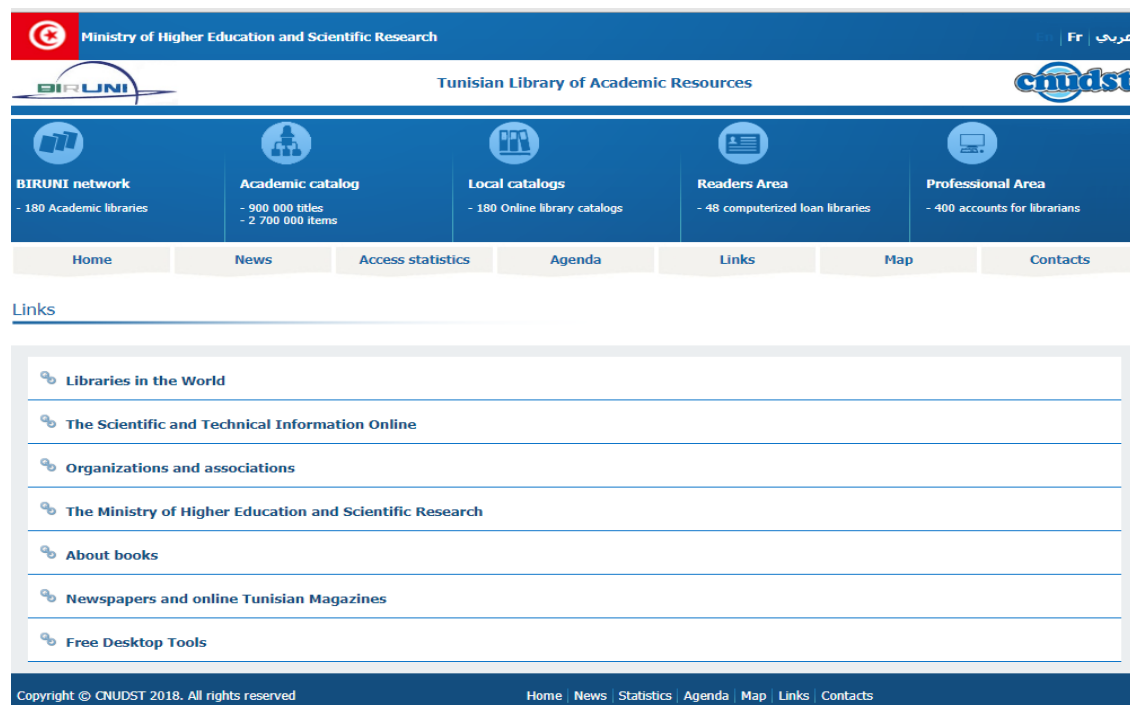 Ministry of Higher Education and Scientific Research
En | Fr | عربي
BIRUNI
Tunisian Library of Academic Resources
cnudst
BIRUNI network
- 180 Academic libraries
Academic catalog
- 900 000 titles
- 2 700 000 items
Local catalogs
- 180 Online library catalogs
Readers Area
- 48 computerized loan libraries
Professional Area
- 400 accounts for librarians
Home News Access statistics Agenda Links Map Contacts
Links
Libraries in the World
The Scientific and Technical Information Online
Organizations and associations
The Ministry of Higher Education and Scientific Research
About books
Newspapers and online Tunisian Magazines
Free Desktop Tools
Copyright © CNUDST 2018. All rights reserved
Home | News | Statistics | Agenda | Map | Links | Contacts